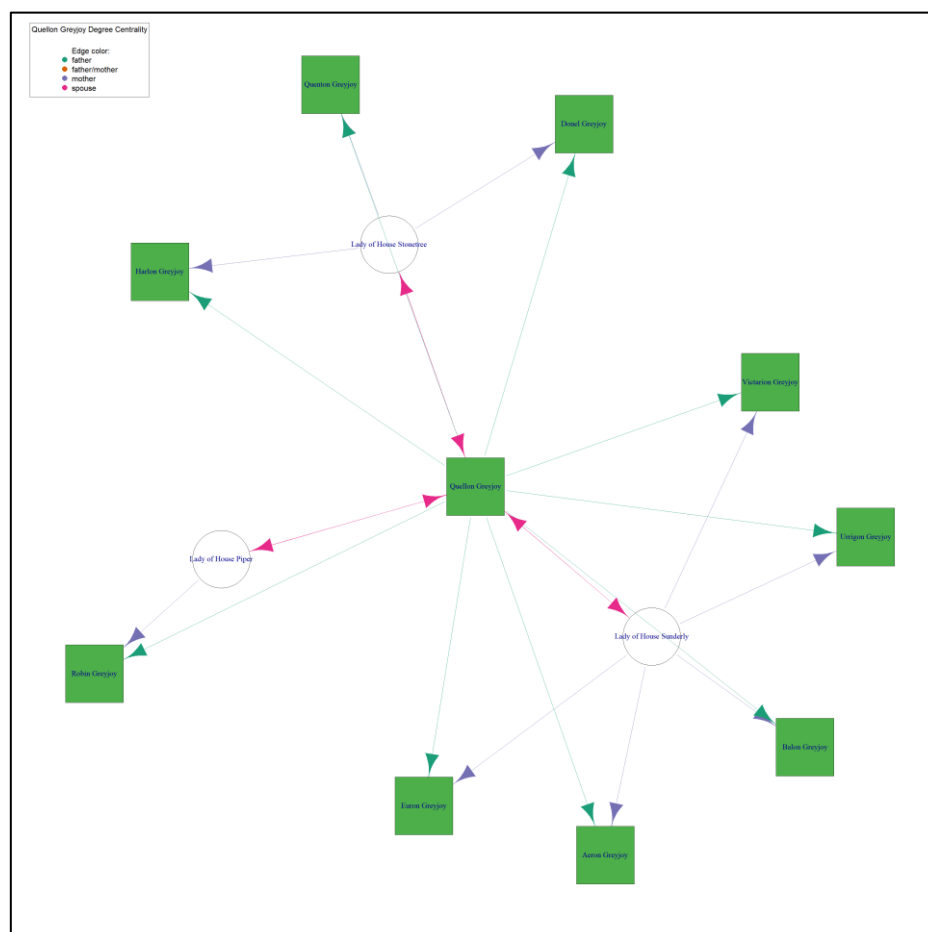 Quellon Greyjoy Degree Centrality
Edge color:
father
father/mother
mother
spouse
Quenton Greyjoy
Donel Greyjoy
Lady of House Stonetree
Harlon Greyjoy
Victarion Greyjoy
Quellon Greyjoy
Urrigon Greyjoy
Lady of House Piper
Lady of House Sunderly
Robin Greyjoy
Balon Greyjoy
Euron Greyjoy
Aeron Greyjoy